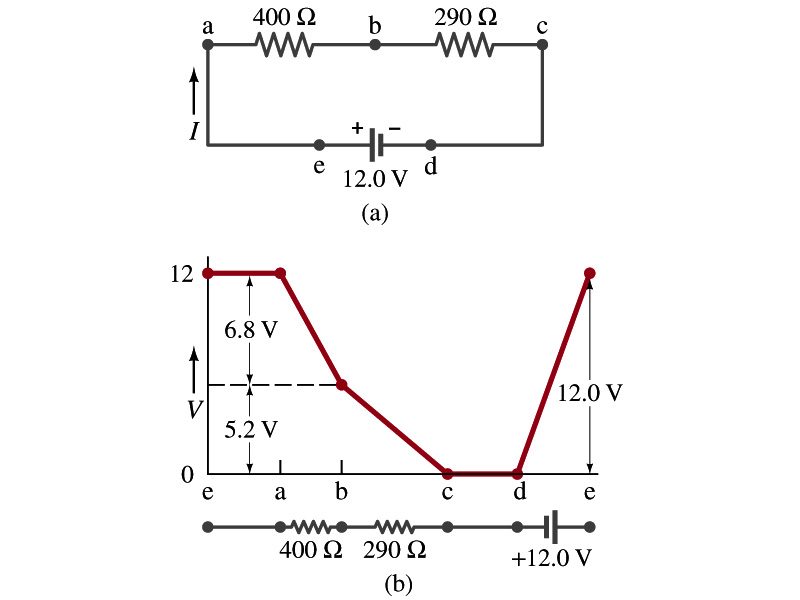 400 Ω 290 Ω
a b c
I
+ −
e d
12.0 V
(a)
12
6.8 V
12.0 V
V
5.2 V
0
e a b c d e
400 Ω 290 Ω +12.0 V
(b)